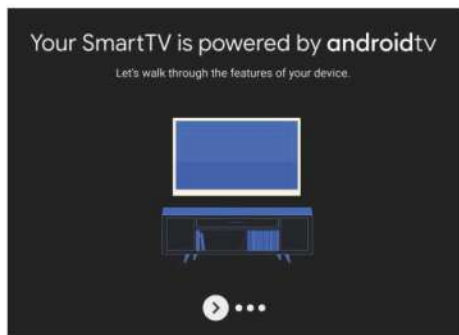 Your SmartTV is powered by androidtv
Let's walk through the features of your device.